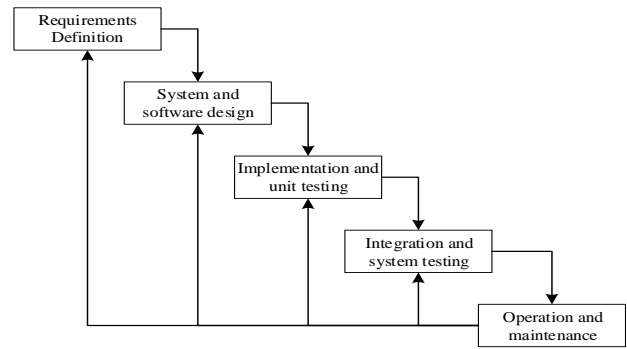 Requirements
Definition
System and
software design
Implementation and
unit testing
Integration and
system testing
Operation and
maintenance